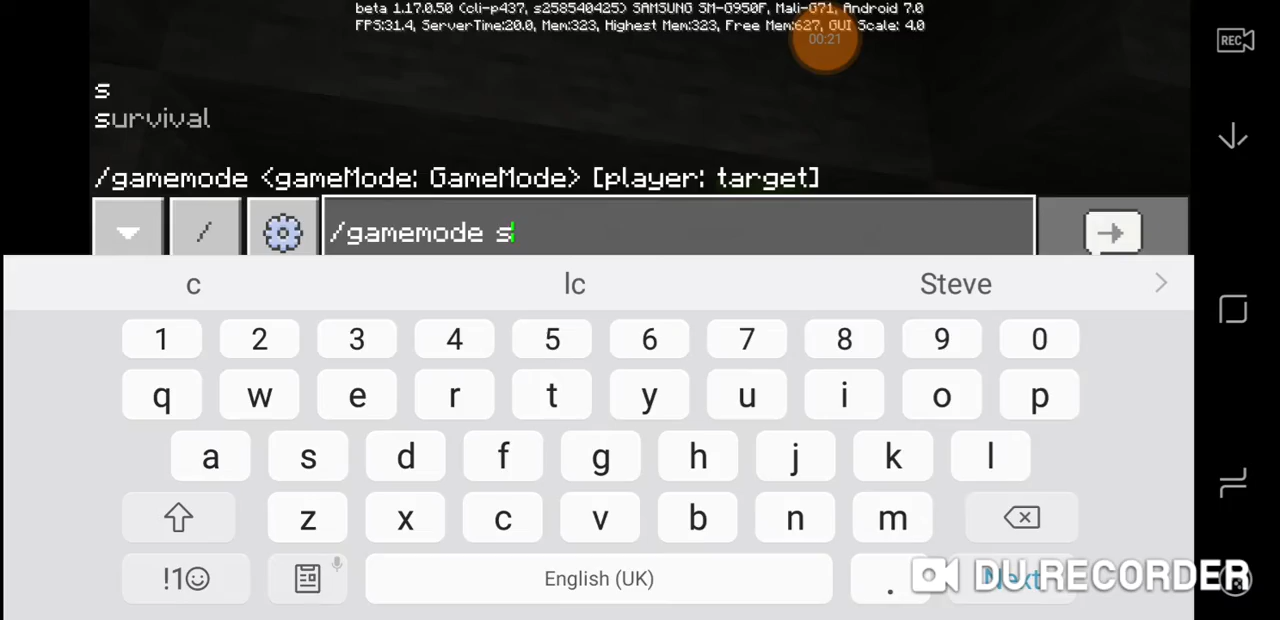 beta 1.17.0.50 (cli-p437, s258540425) SAMSUNG SM-G950F, Mali-G71, Android 7.0
FPS:31.4, ServerTime:20.0, Mem:323, Highest Mem:323, Free Mem:627, GUI Scale: 4.0
00:21
REC
s
survival
/gamemode <gameMode: GameMode> [player: target]
/ /gamemode s
c lc Steve
1 2 3 4 5 6 7 8 9 0
q w e r t y u i o p
a s d f g h j k l
z x c v b n m
!1☺ English (UK) . Next
DU RECORDER